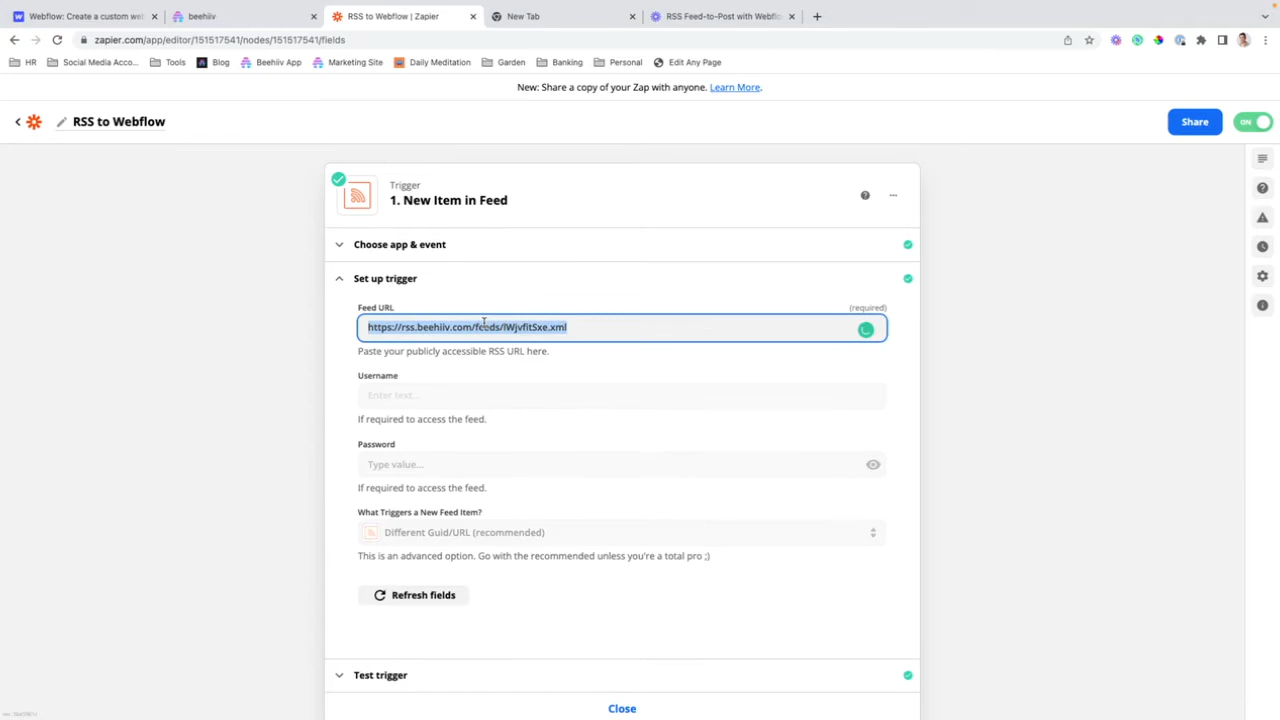 Webflow: Create a custom we
beehiiv
RSS to Webflow | Zapier
New Tab
RSS Feed-to-Post with Webfl
zapier.com/app/editor/151517541/nodes/151517541/fields
HR
Social Media Acco...
Tools
Blog
Beehiiv App
Marketing Site
Daily Meditation
Garden
Banking
Personal
Edit Any Page
New: Share a copy of your Zap with anyone. Learn More.
RSS to Webflow
Share
ON
Trigger
1. New Item in Feed
Choose app & event
Set up trigger
Feed URL
(required)
https://rss.beehiiv.com/feeds/lWjvfitSxe.xml
Paste your publicly accessible RSS URL here.
Username
Enter text...
If required to access the feed.
Password
Type value...
If required to access the feed.
What Triggers a New Feed Item?
Different Guid/URL (recommended)
This is an advanced option. Go with the recommended unless you're a total pro ;)
Refresh fields
Test trigger
Close